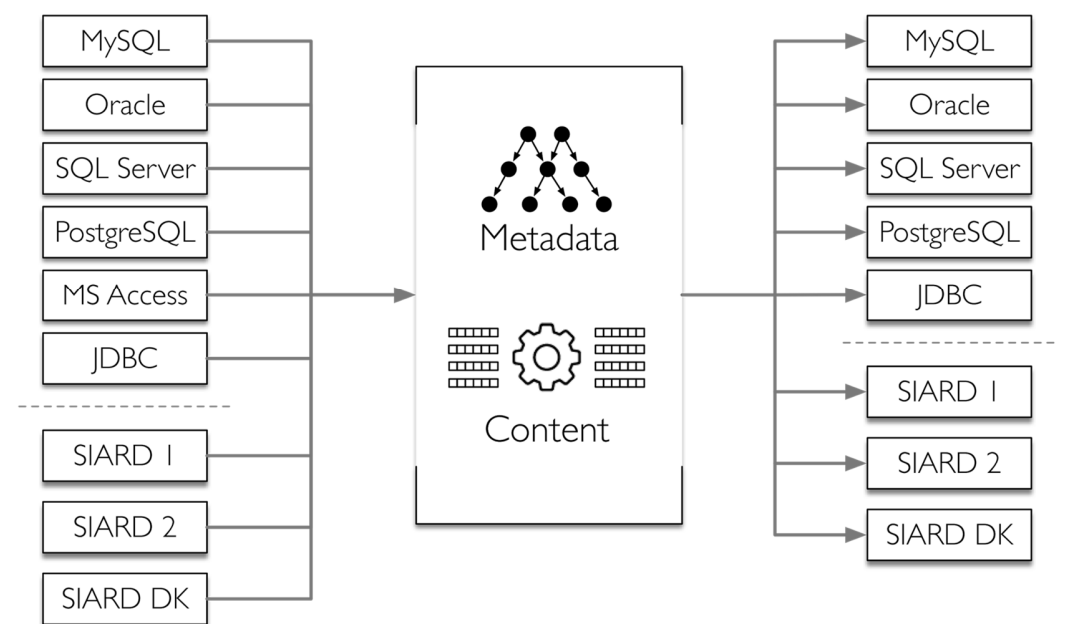 MySQL
Oracle
SQL Server
PostgreSQL
MS Access
JDBC
SIARD 1
SIARD 2
SIARD DK
Metadata
Content
MySQL
Oracle
SQL Server
PostgreSQL
JDBC
SIARD 1
SIARD 2
SIARD DK